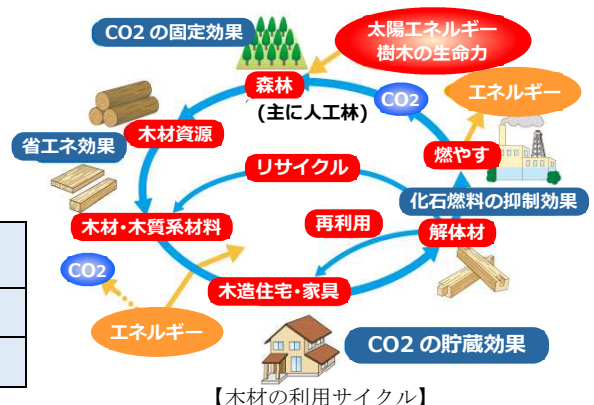 CO2 の固定効果
太陽エネルギー
樹木の生命力
森林
(主に人工林)
CO2
エネルギー
木材資源
省エネ効果
燃やす
リサイクル
化石燃料の抑制効果
木材・木質系材料
再利用
解体材
CO2
木造住宅・家具
エネルギー
CO2 の貯蔵効果
【木材の利用サイクル】